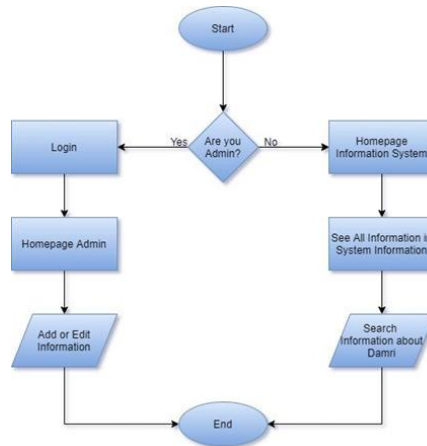 Start
Are you
Admin?
Yes
No
Login
Homepage
Information System
Homepage Admin
See All Information in
System Information
Add or Edit
Information
Search
Information about
Damri
End